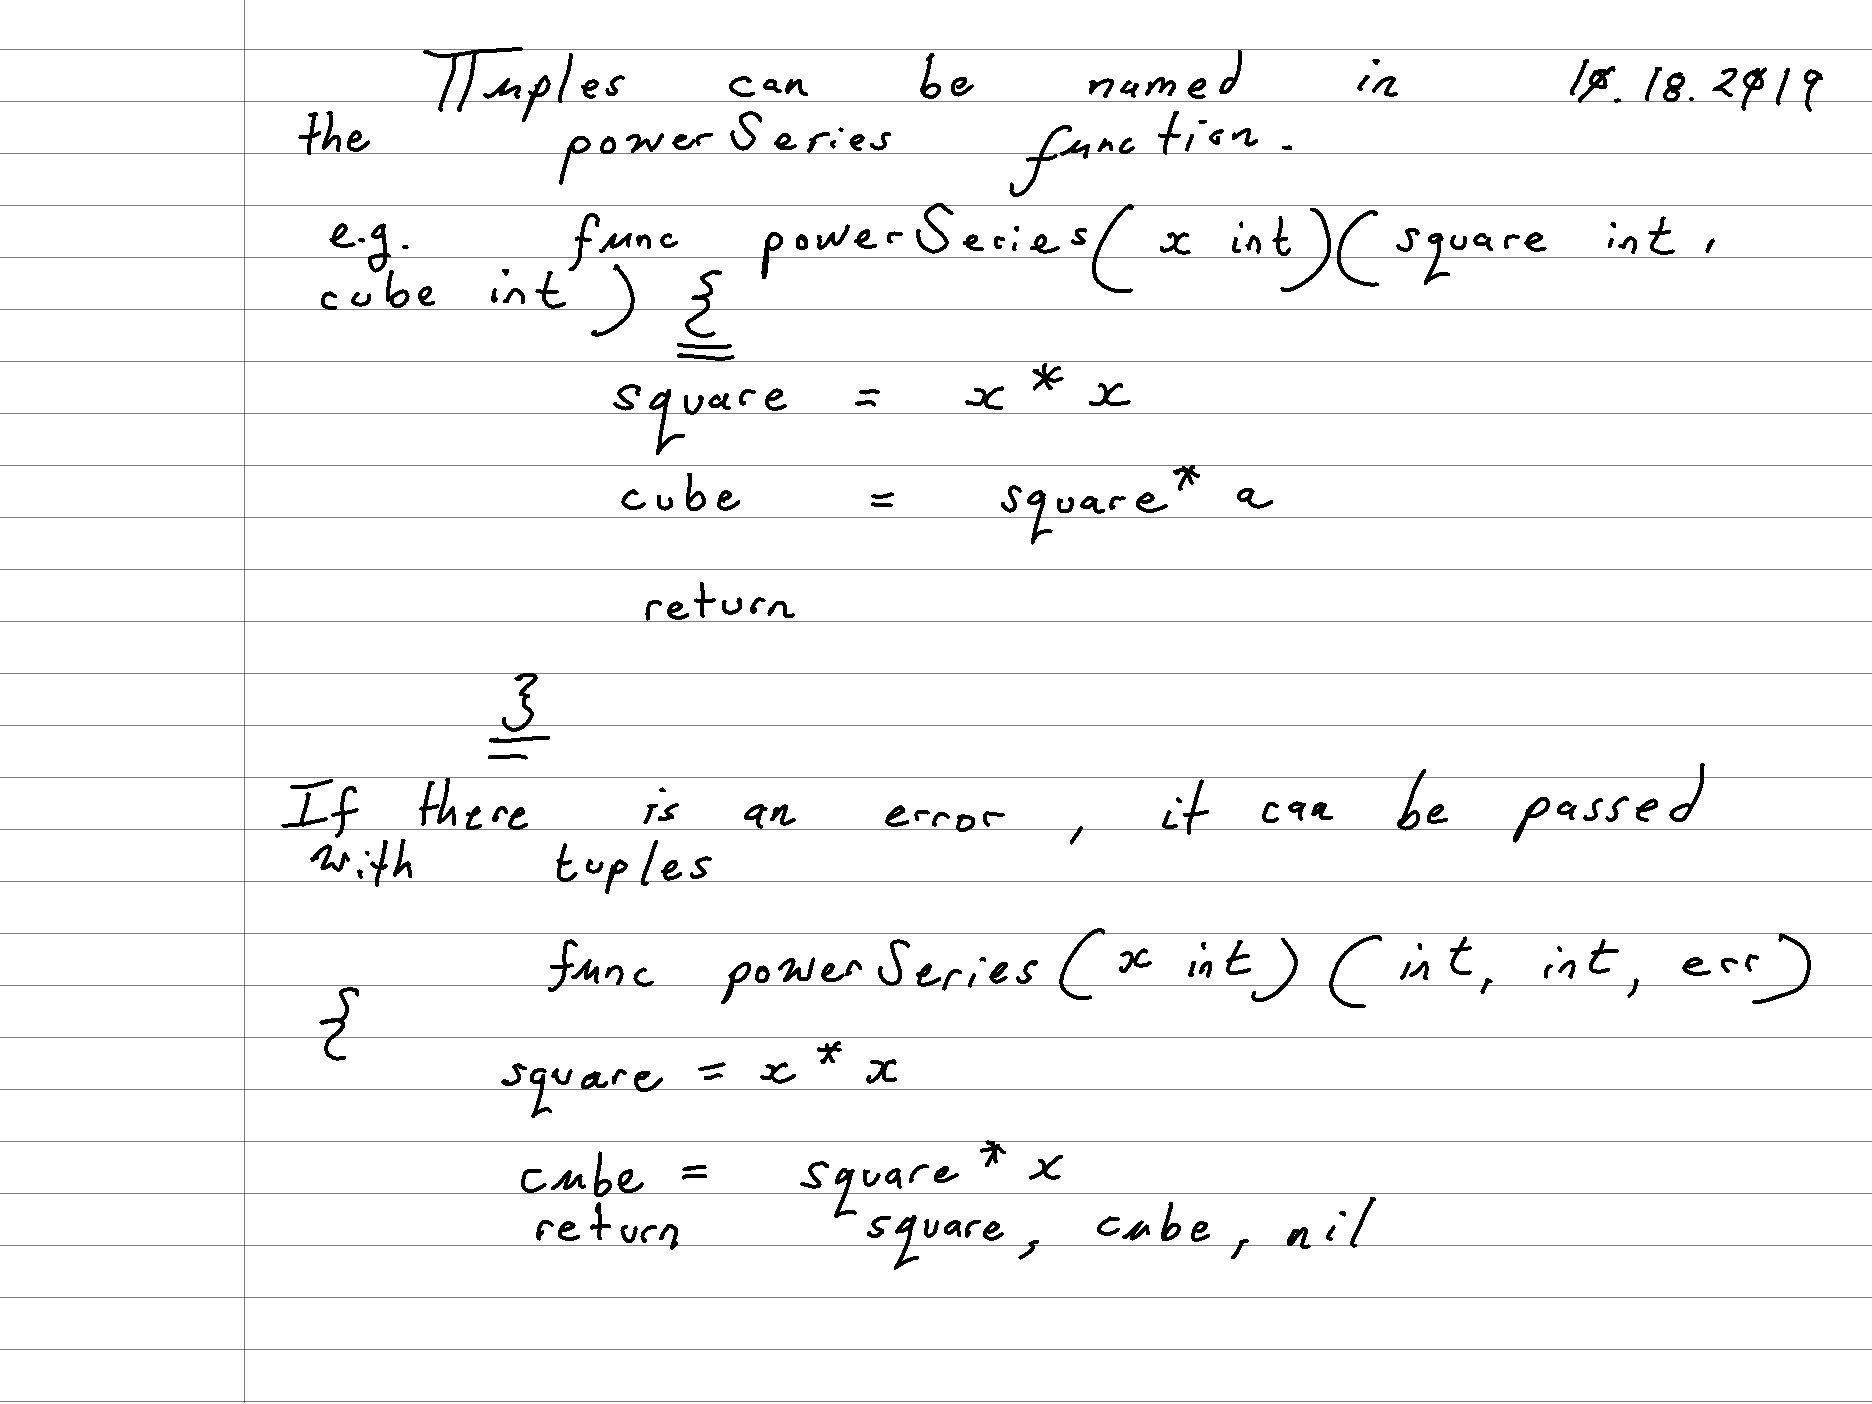 Tuples can be named in 10.18.2019
the powerSeries function.
e.g. func powerSeries(x int)(square int,
cube int) {
square = x * x
cube = square * a
return
}
If there is an error, it can be passed
with tuples
func powerSeries(x int) (int, int, err)
{
square = x * x
cube = square * x
return square, cube, nil